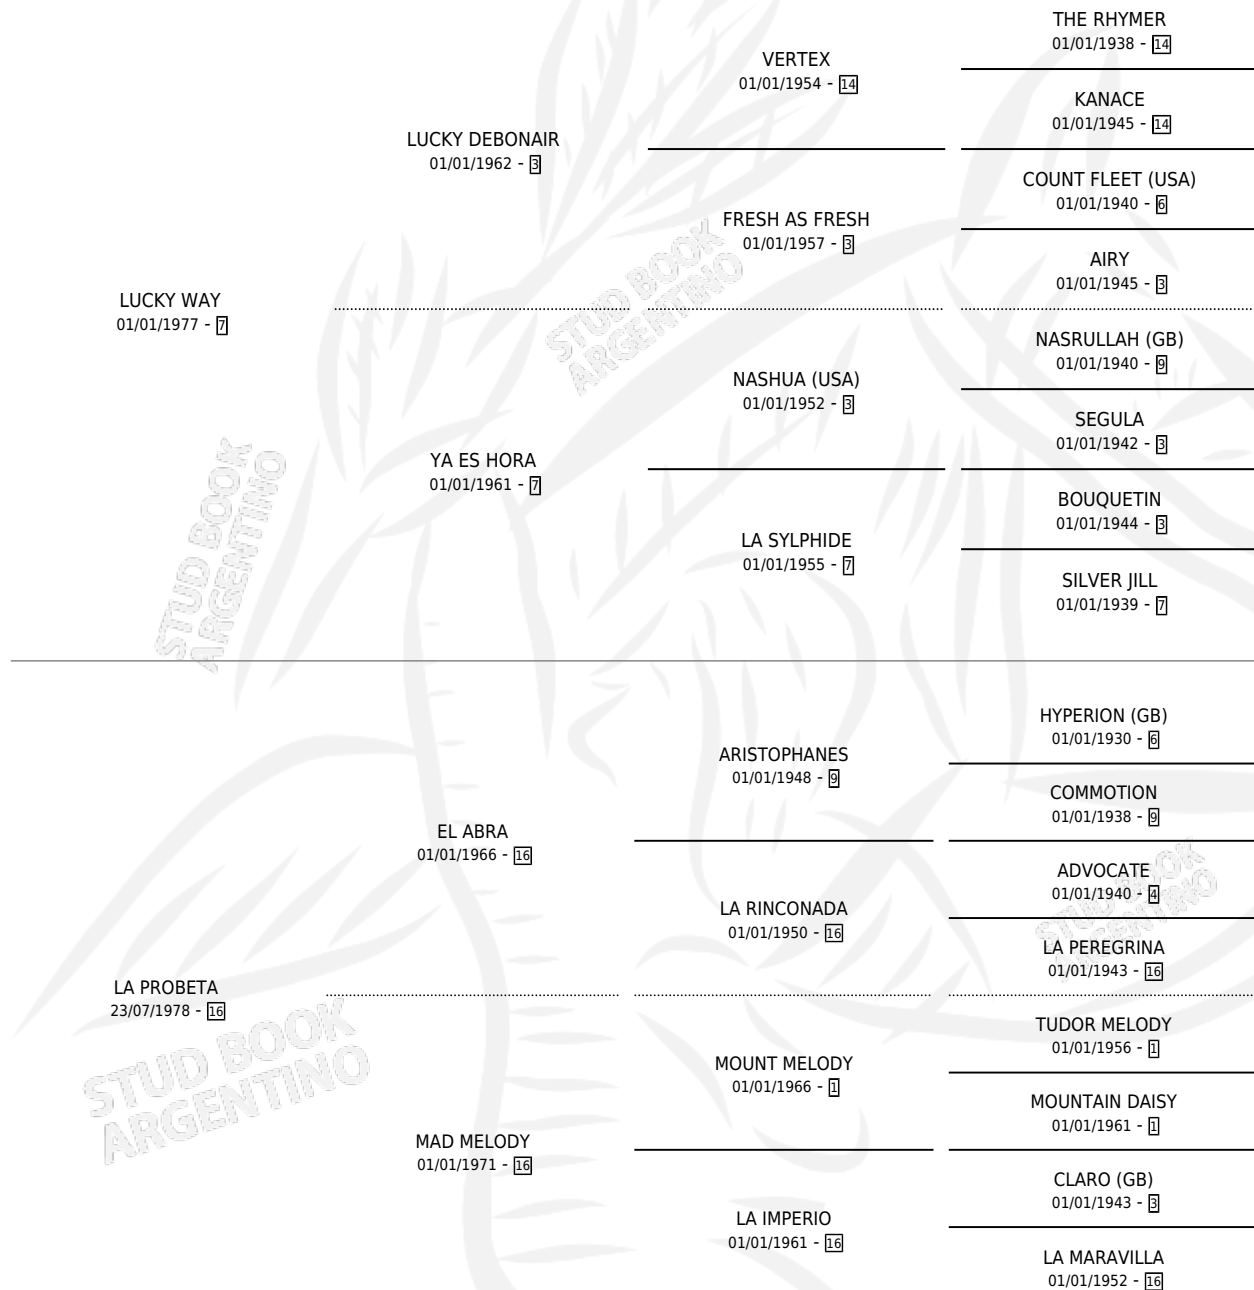 THE RHYMER
01/01/1938 - 14
VERTEX
01/01/1954 - 14
KANACE
01/01/1945 - 14
LUCKY DEBONAIR
01/01/1962 - 3
COUNT FLEET (USA)
01/01/1940 - 6
FRESH AS FRESH
01/01/1957 - 3
AIRY
01/01/1945 - 3
LUCKY WAY
01/01/1977 - 7
NASRULLAH (GB)
01/01/1940 - 9
NASHUA (USA)
01/01/1952 - 3
SEGULA
01/01/1942 - 3
YA ES HORA
01/01/1961 - 7
BOUQUETIN
01/01/1944 - 3
LA SYLPHIDE
01/01/1955 - 7
SILVER JILL
01/01/1939 - 7
HYPERION (GB)
01/01/1930 - 6
ARISTOPHANES
01/01/1948 - 9
COMMOTION
01/01/1938 - 9
EL ABRA
01/01/1966 - 16
ADVOCATE
01/01/1940 - 4
LA RINCONADA
01/01/1950 - 16
LA PEREGRINA
01/01/1943 - 16
LA PROBETA
23/07/1978 - 16
TUDOR MELODY
01/01/1956 - 1
MOUNT MELODY
01/01/1966 - 1
MOUNTAIN DAISY
01/01/1961 - 1
MAD MELODY
01/01/1971 - 16
CLARO (GB)
01/01/1943 - 3
LA IMPERIO
01/01/1961 - 16
LA MARAVILLA
01/01/1952 - 16
STUD BOOK
ARGENTINO
STUD BOOK
ARGENTINO
STUD BOOK
ARGENTINO
STUD BOOK
ARGENTINO